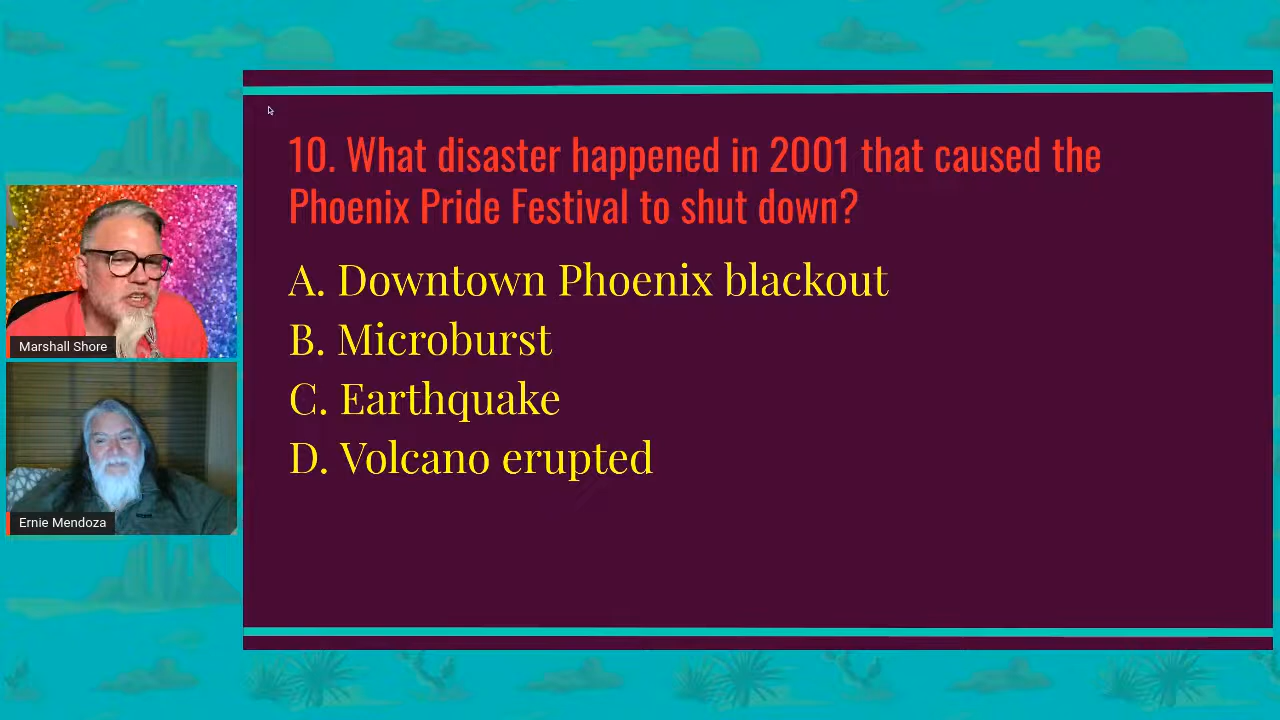 10. What disaster happened in 2001 that caused the
Phoenix Pride Festival to shut down?
A. Downtown Phoenix blackout
B. Microburst
C. Earthquake
D. Volcano erupted
Marshall Shore
Ernie Mendoza